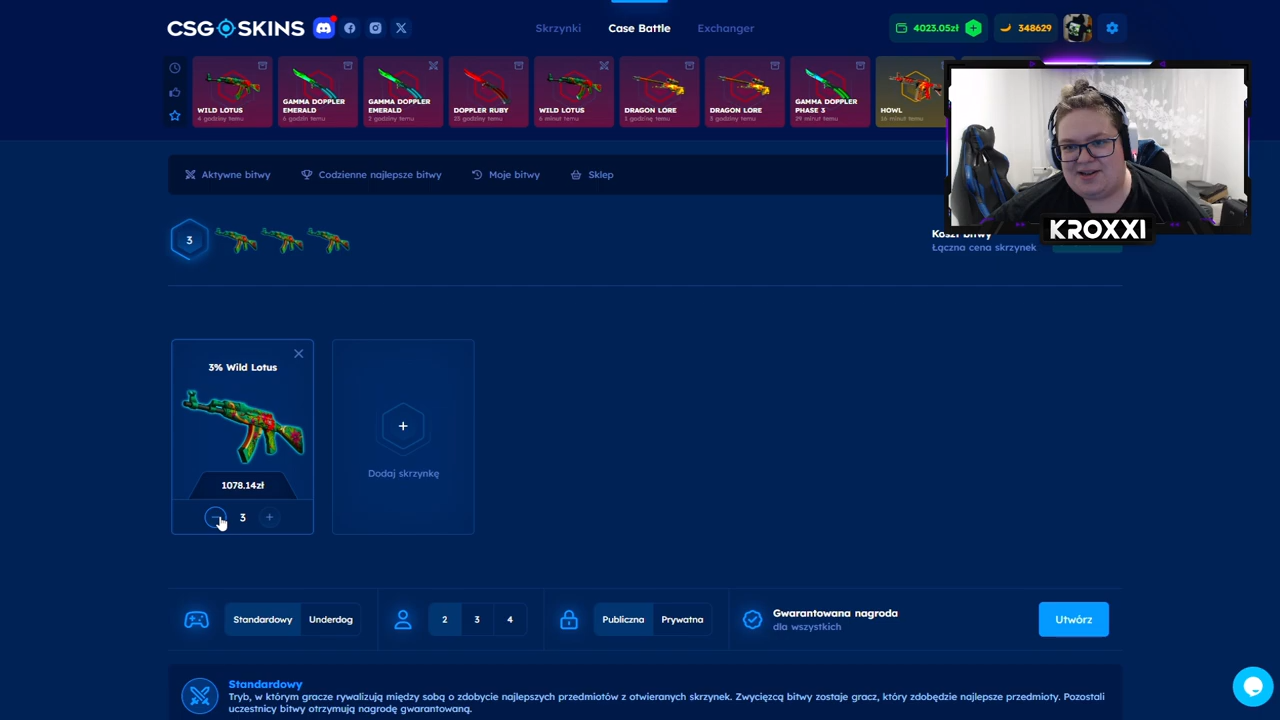 CSG SKINS
Skrzynki
Case Battle
Exchanger
4023.05zł
348629
WILD LOTUS
4 godziny temu
GAMMA DOPPLER
EMERALD
6 godzin temu
GAMMA DOPPLER
EMERALD
2 godziny temu
DOPPLER RUBY
23 godziny temu
WILD LOTUS
6 minut temu
DRAGON LORE
1 godzinę temu
DRAGON LORE
3 godziny temu
GAMMA DOPPLER
PHASE 3
29 minut temu
HOWL
16 minut temu
Aktywne bitwy
Codzienne najlepsze bitwy
Moje bitwy
Sklep
KROXXI
3
Koszt bitwy
Łączna cena skrzynek
3% Wild Lotus
1078.14zł
3
Dodaj skrzynkę
Standardowy
Underdog
2
3
4
Publiczna
Prywatna
Gwarantowana nagroda
dla wszystkich
Utwórz
Standardowy
Tryb, w którym gracze rywalizują między sobą o zdobycie najlepszych przedmiotów z otwieranych skrzynek. Zwycięzcą bitwy zostaje gracz, który zdobędzie najlepsze przedmioty. Pozostali
uczestnicy bitwy otrzymują nagrodę gwarantowaną.